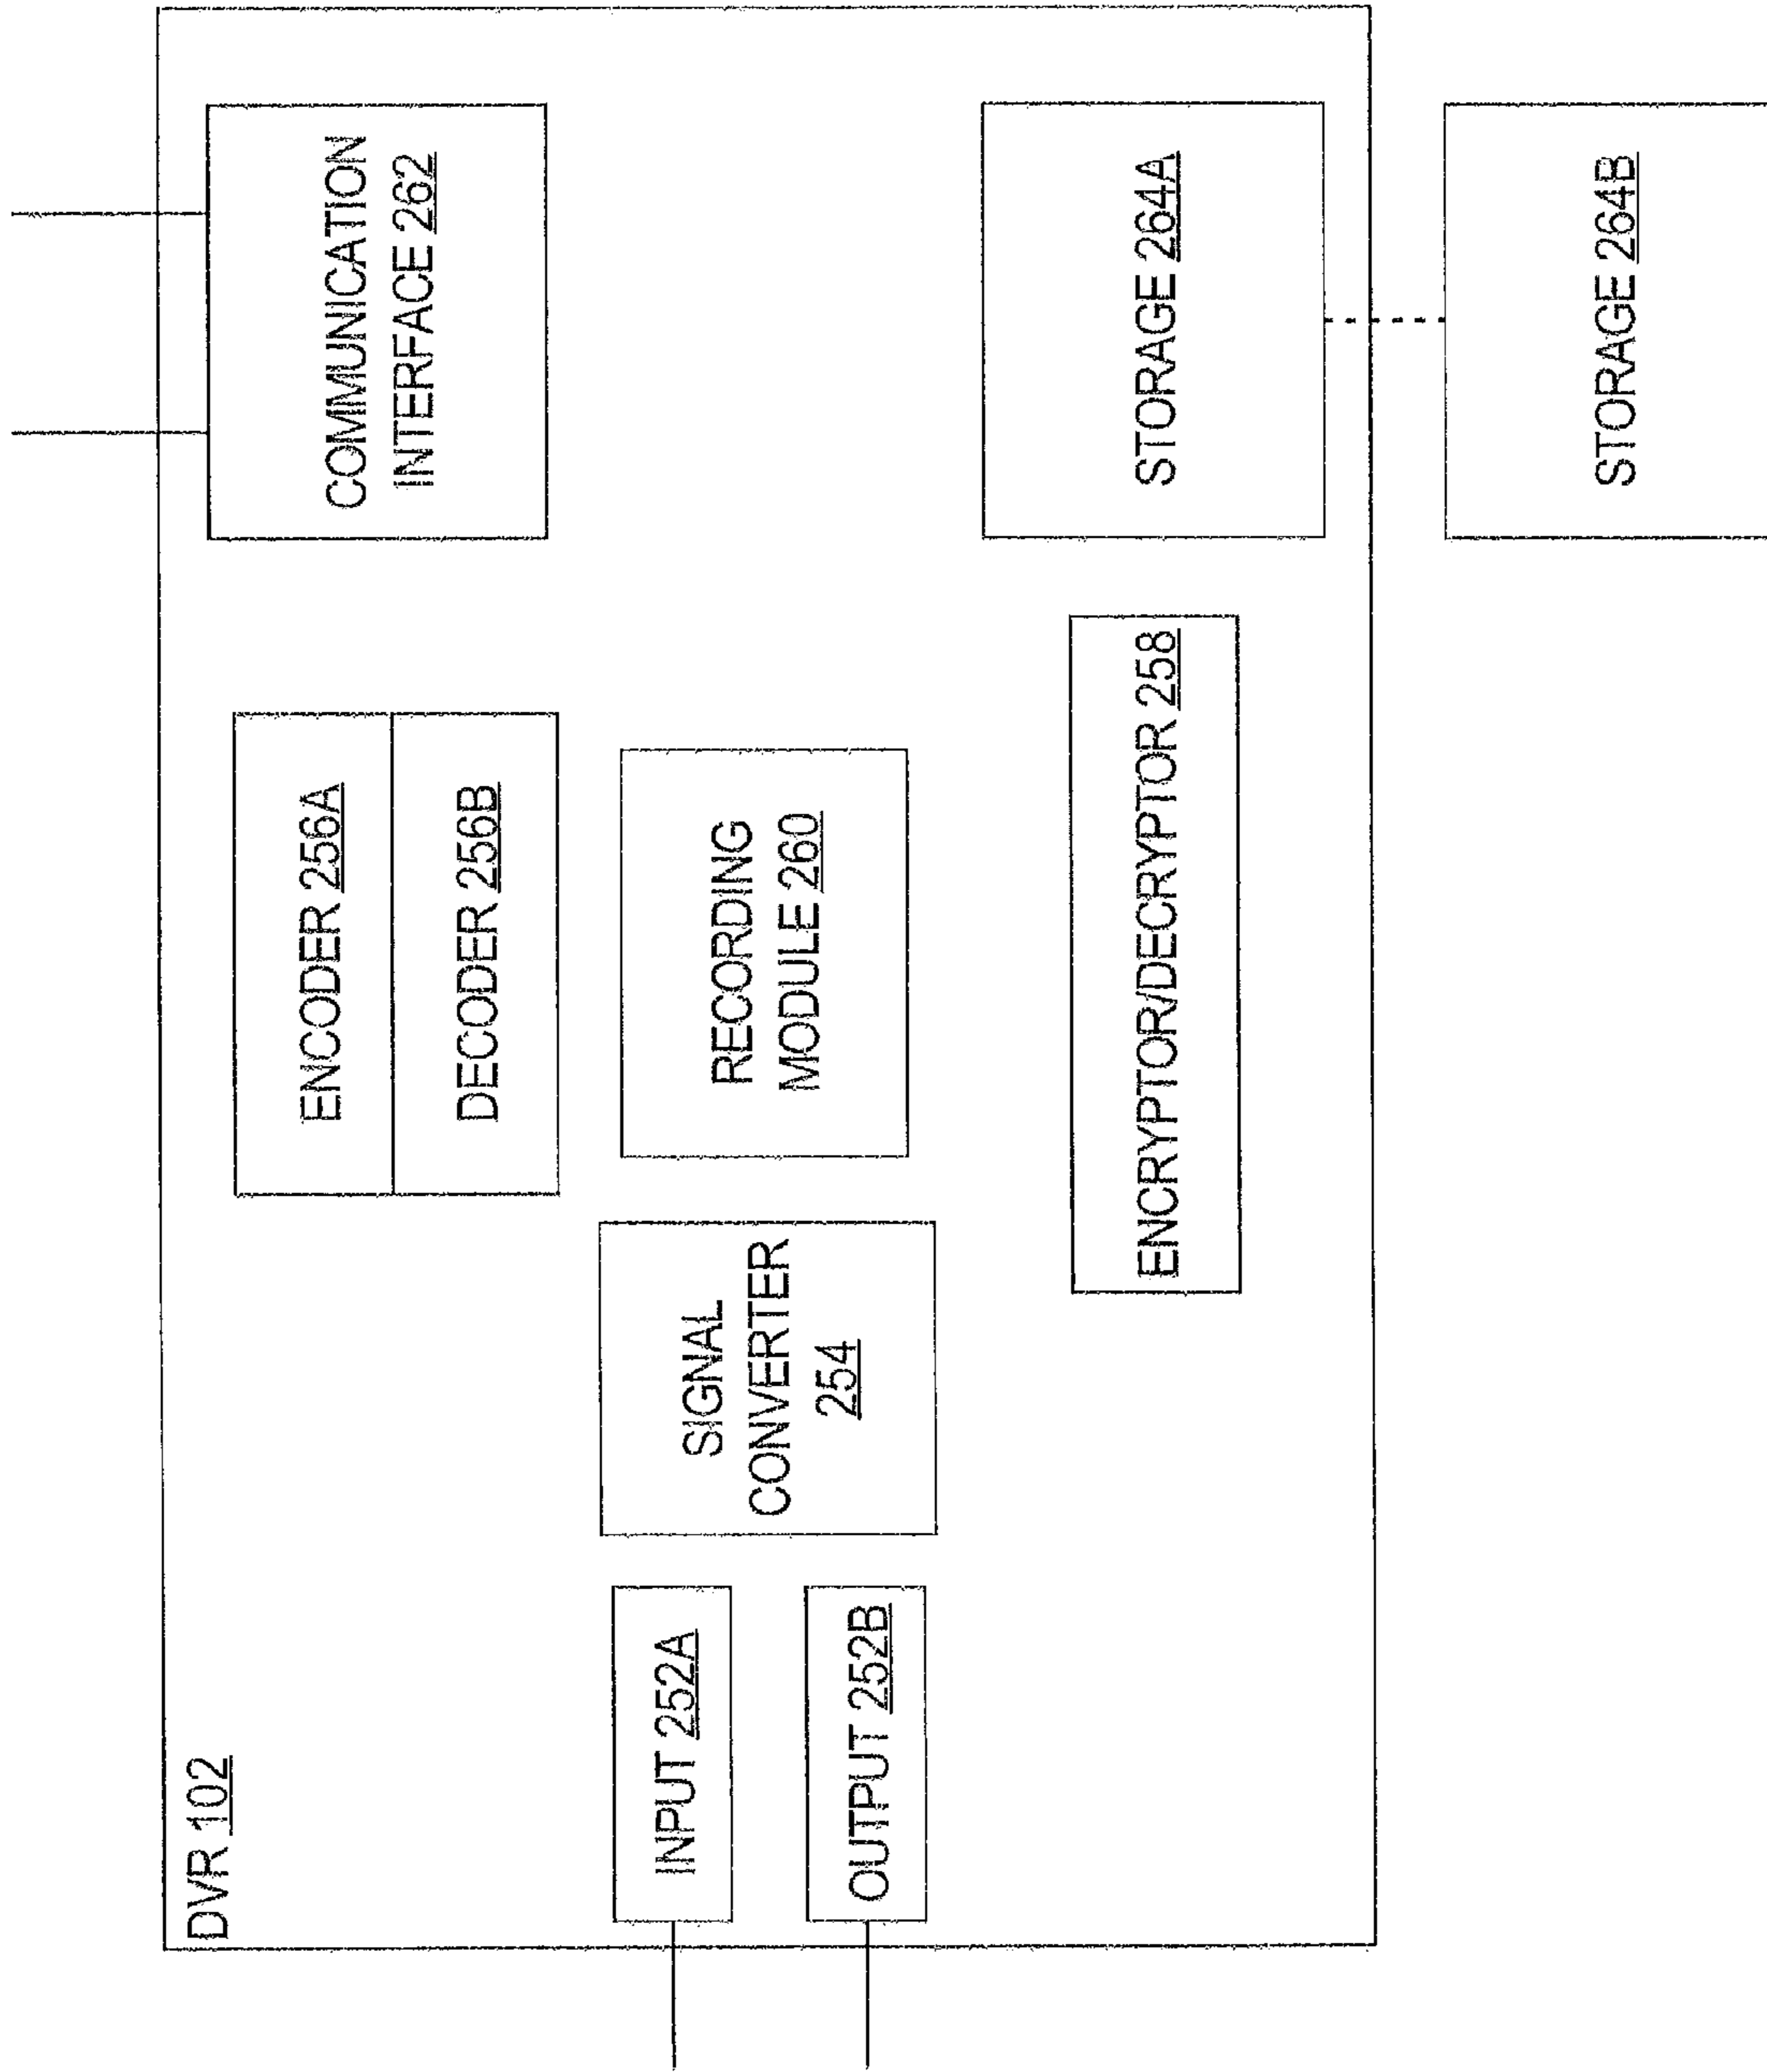 DVR 102
INPUT 252A
OUTPUT 252B
SIGNAL
CONVERTER
254
ENCODER 256A
DECODER 256B
RECORDING
MODULE 260
ENCRYPTOR/DECRYPTOR 258
COMMUNICATION
INTERFACE 262
STORAGE 264A
STORAGE 264B